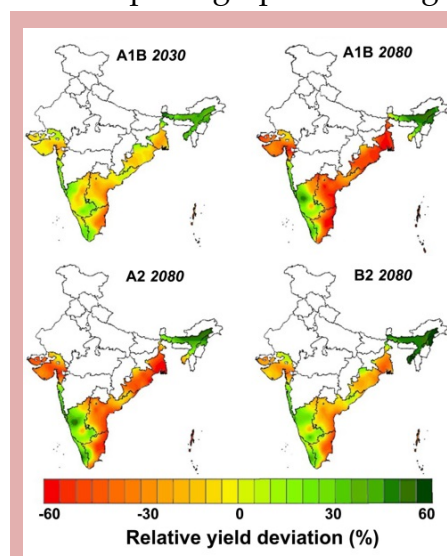 A1B 2030
A1B 2080
A2 2080
B2 2080
-60 -30 0 30 60
Relative yield deviation (%)